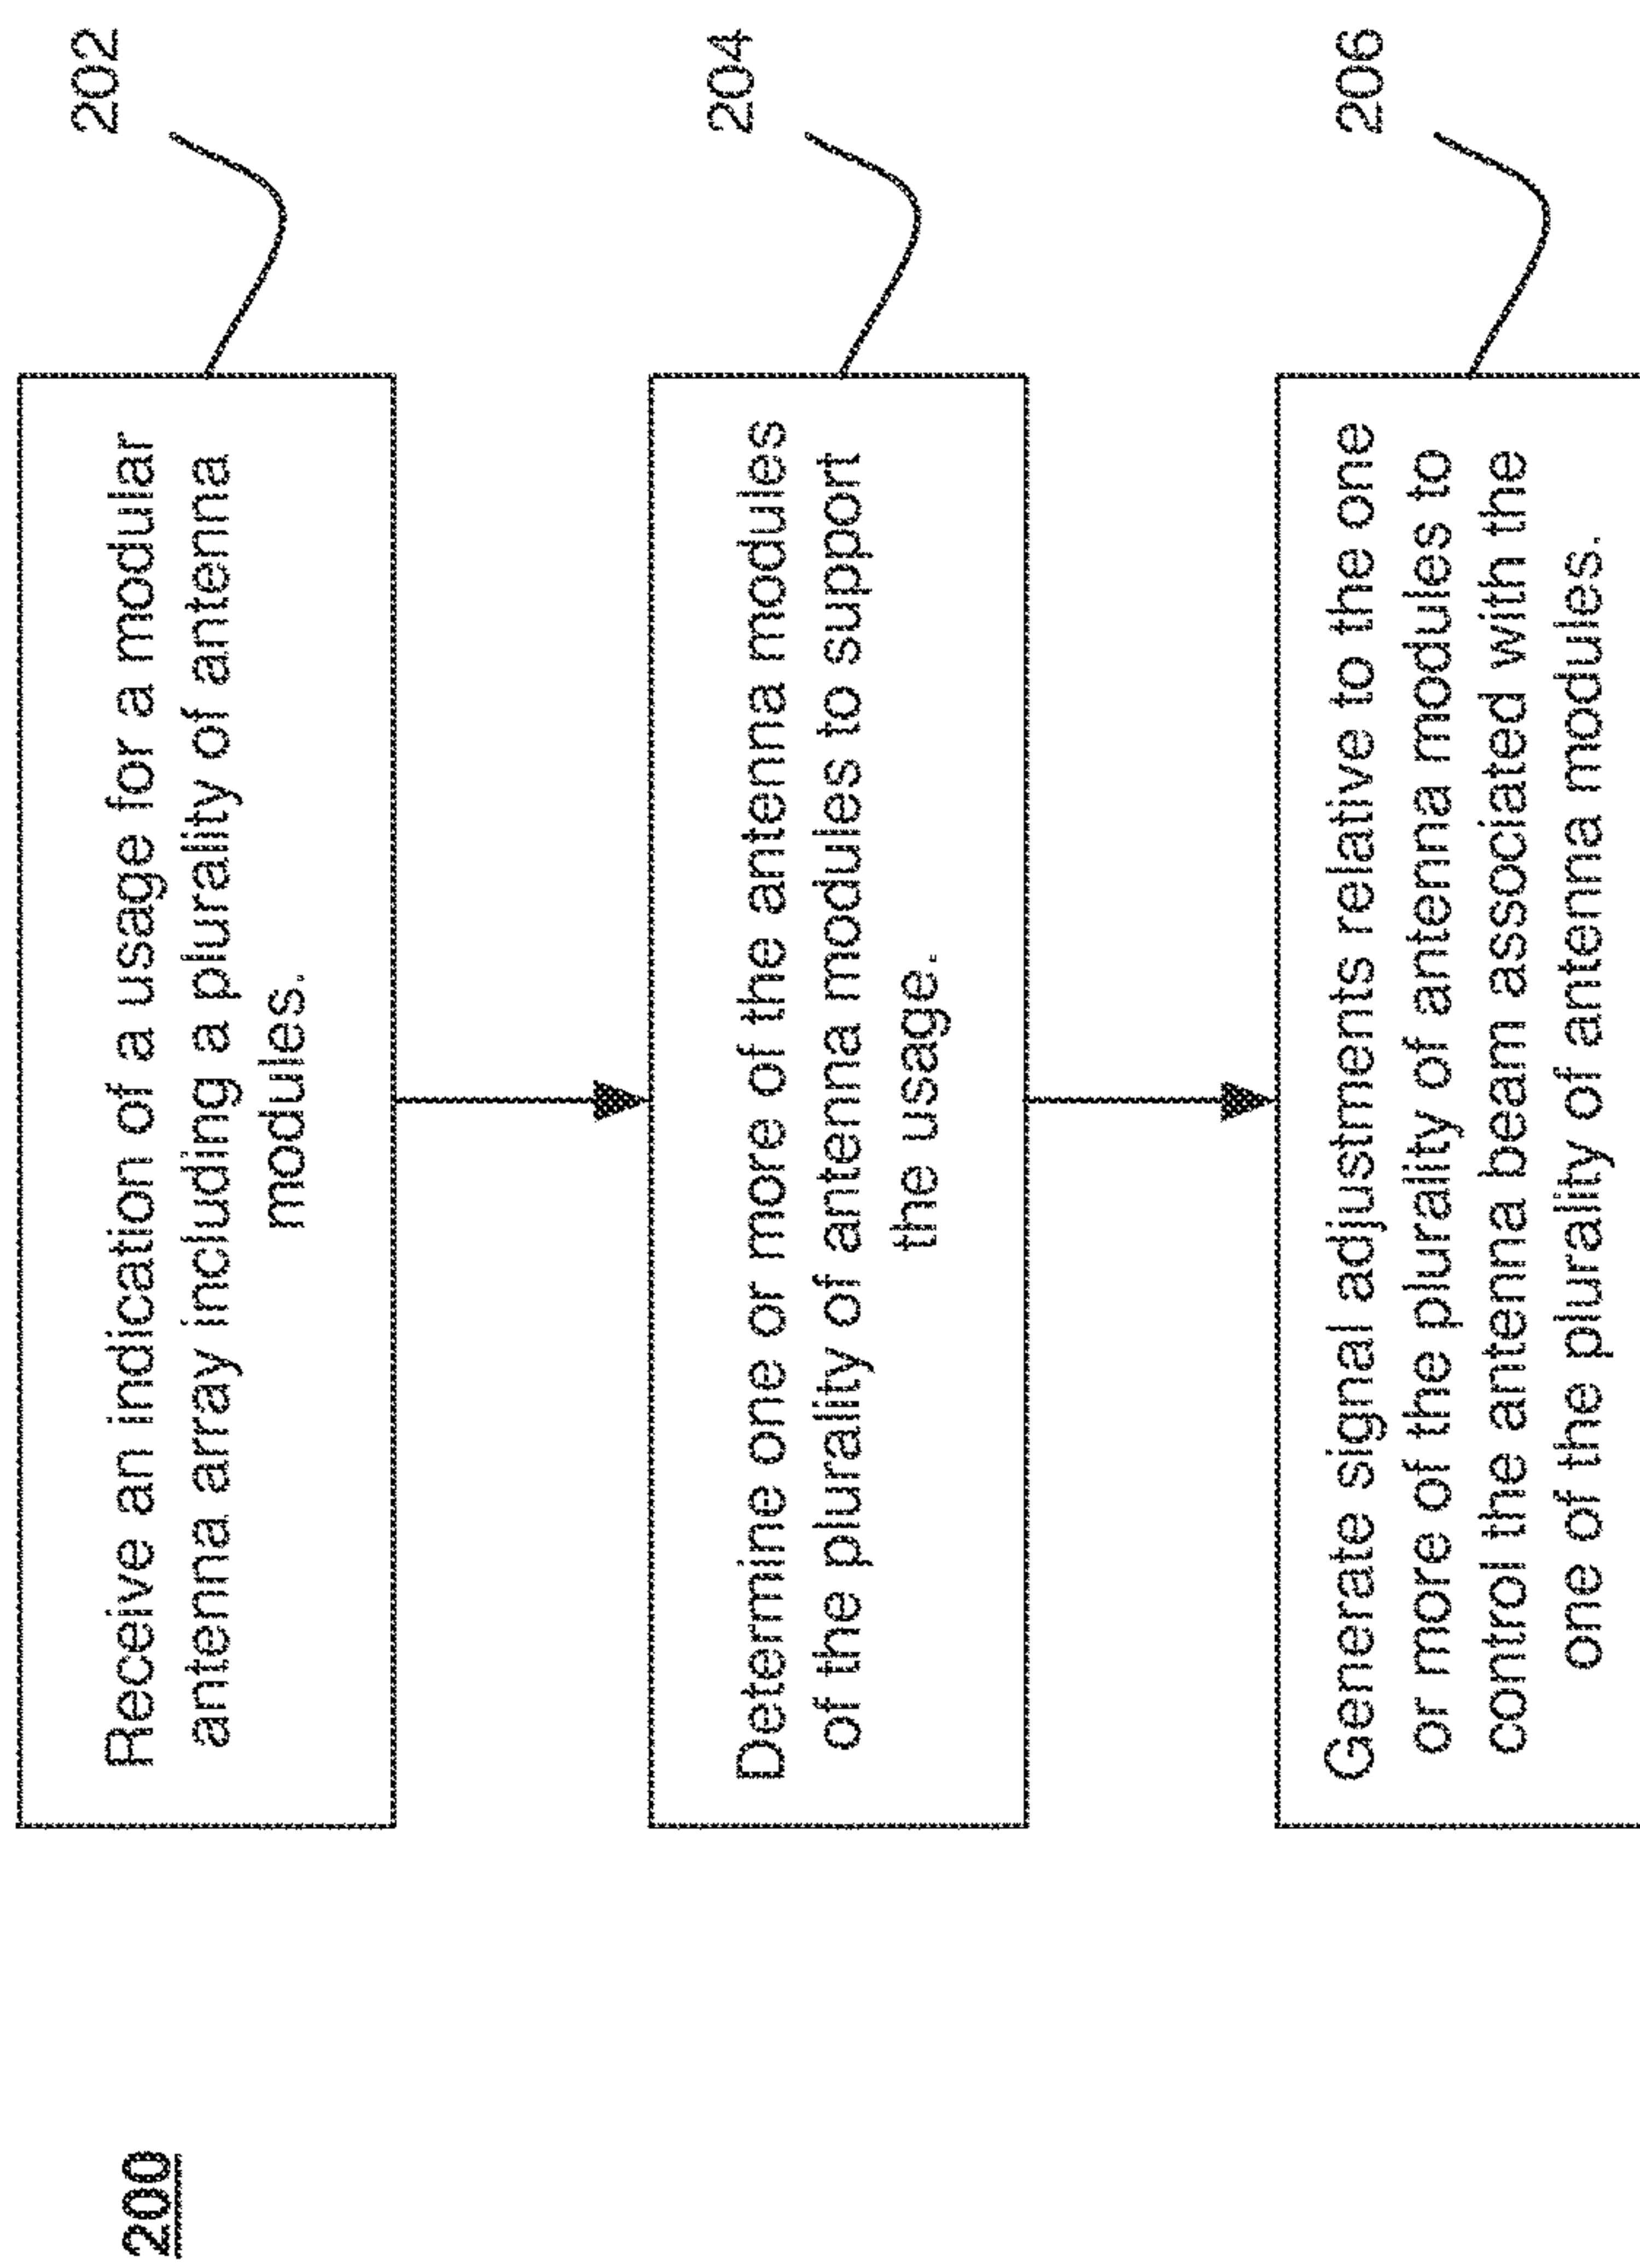 200
202
Receive an indication of a usage for a modular
antenna array including a plurality of antenna
modules.
204
Determine one or more of the antenna modules
of the plurality of antenna modules to support
the usage.
206
Generate signal adjustments relative to the one
or more of the plurality of antenna modules to
control the antenna beam associated with the
one of the plurality of antenna modules.